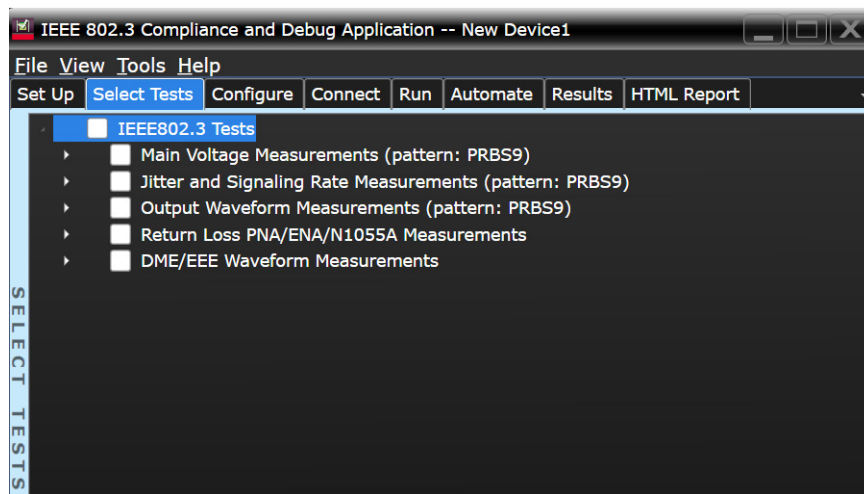 IEEE 802.3 Compliance and Debug Application -- New Device1
File View Tools Help
Set Up Select Tests Configure Connect Run Automate Results HTML Report
IEEE802.3 Tests
Main Voltage Measurements (pattern: PRBS9)
Jitter and Signaling Rate Measurements (pattern: PRBS9)
Output Waveform Measurements (pattern: PRBS9)
Return Loss PNA/ENA/N1055A Measurements
DME/EEE Waveform Measurements
SELECT TESTS